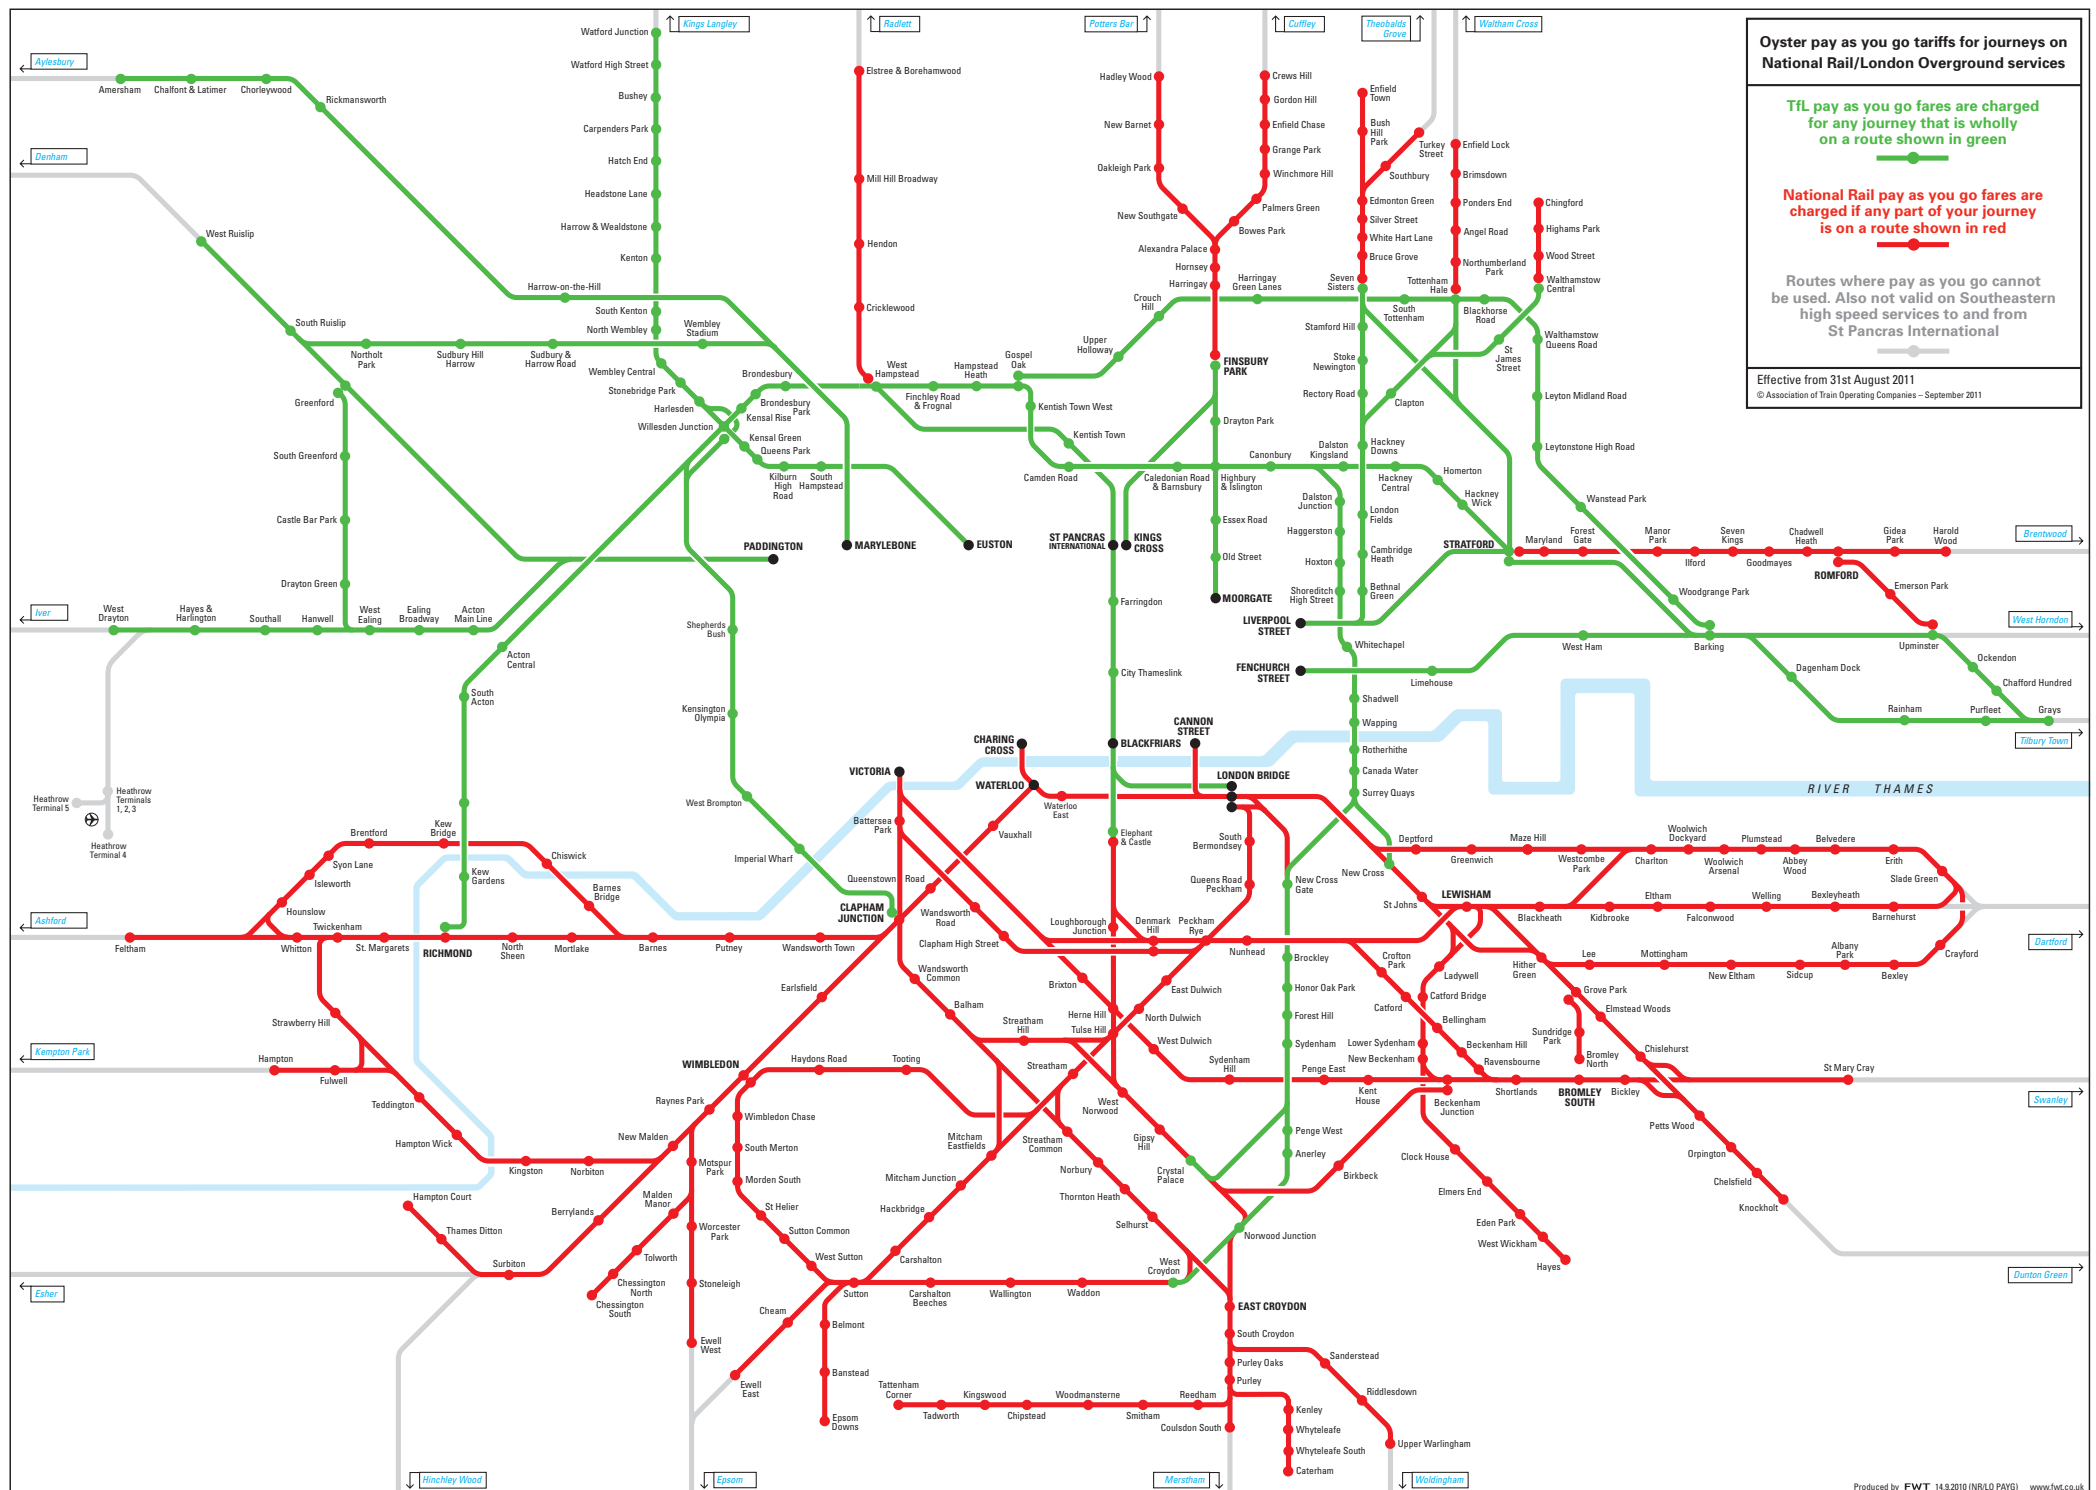 Kings Langley
Radlett
Potters Bar
Cuffley
Theobalds
Grove
Waltham Cross
Aylesbury
Denham
Iver
Ashford
Kempton Park
Esher
Hinchley Wood
Epsom
Merstham
Woldingham
Brentwood
West Horndon
Tilbury Town
Dartford
Swanley
Dunton Green
Oyster pay as you go tariffs for journeys on
National Rail/London Overground services
TfL pay as you go fares are charged
for any journey that is wholly
on a route shown in green
National Rail pay as you go fares are
charged if any part of your journey
is on a route shown in red
Routes where pay as you go cannot
be used. Also not valid on Southeastern
high speed services to and from
St Pancras International
Effective from 31st August 2011
© Association of Train Operating Companies – September 2011
Amersham
Chalfont & Latimer
Chorleywood
Rickmansworth
Harrow-on-the-Hill
West Ruislip
South Ruislip
Northolt
Park
Sudbury Hill
Harrow
Sudbury &
Harrow Road
Wembley
Stadium
Greenford
South Greenford
Castle Bar Park
Drayton Green
West
Drayton
Hayes &
Harlington
Southall
Hanwell
West
Ealing
Ealing
Broadway
Acton
Main Line
PADDINGTON
MARYLEBONE
EUSTON
Watford Junction
Watford High Street
Bushey
Carpenders Park
Hatch End
Headstone Lane
Harrow & Wealdstone
Kenton
South Kenton
North Wembley
Wembley Central
Stonebridge Park
Harlesden
Willesden Junction
Kensal Green
Queens Park
Kilburn
High
Road
South
Hampstead
Kensal Rise
Brondesbury
Park
Brondesbury
West
Hampstead
Finchley Road
& Frognal
Hampstead
Heath
Gospel
Oak
Kentish Town West
Kentish Town
Camden Road
Caledonian Road
& Barnsbury
Highbury
& Islington
Canonbury
Dalston
Kingsland
Hackney
Central
Homerton
Hackney
Wick
STRATFORD
Elstree & Borehamwood
Mill Hill Broadway
Hendon
Cricklewood
Upper
Holloway
Crouch
Hill
Harringay
Green Lanes
South
Tottenham
Blackhorse
Road
Walthamstow
Queens Road
Leyton Midland Road
Leytonstone High Road
Wanstead Park
Woodgrange Park
Barking
Hadley Wood
New Barnet
Oakleigh Park
New Southgate
Alexandra Palace
Hornsey
Harringay
FINSBURY
PARK
Drayton Park
Essex Road
Old Street
MOORGATE
Crews Hill
Gordon Hill
Enfield Chase
Grange Park
Winchmore Hill
Palmers Green
Bowes Park
Enfield
Town
Bush
Hill
Park
Turkey
Street
Southbury
Edmonton Green
Silver Street
White Hart Lane
Bruce Grove
Seven
Sisters
Stamford Hill
Stoke
Newington
Rectory Road
Hackney
Downs
London
Fields
Cambridge
Heath
Bethnal
Green
LIVERPOOL
STREET
Enfield Lock
Brimsdown
Ponders End
Angel Road
Northumberland
Park
Tottenham
Hale
Chingford
Highams Park
Wood Street
Walthamstow
Central
St
James
Street
Clapton
ST PANCRAS
INTERNATIONAL
KINGS
CROSS
Farringdon
City Thameslink
BLACKFRIARS
Elephant
& Castle
Dalston
Junction
Haggerston
Hoxton
Shoreditch
High Street
Whitechapel
Shadwell
Wapping
Rotherhithe
Canada Water
Surrey Quays
FENCHURCH
STREET
Limehouse
West Ham
Upminster
Dagenham Dock
Rainham
Purfleet
Grays
Ockendon
Chafford Hundred
Maryland
Forest
Gate
Manor
Park
Ilford
Seven
Kings
Goodmayes
Chadwell
Heath
ROMFORD
Gidea
Park
Harold
Wood
Emerson Park
RIVER THAMES
Acton
Central
South
Acton
Kew
Gardens
RICHMOND
Shepherds
Bush
Kensington
Olympia
West Brompton
Imperial Wharf
CLAPHAM
JUNCTION
Heathrow
Terminal 5
Heathrow
Terminals
1, 2, 3
Heathrow
Terminal 4
CHARING
CROSS
CANNON
STREET
LONDON BRIDGE
VICTORIA
WATERLOO
Waterloo
East
Vauxhall
Queenstown Road
Battersea
Park
Wandsworth
Road
Clapham High Street
Brentford
Kew
Bridge
Syon Lane
Isleworth
Hounslow
Chiswick
Barnes
Bridge
Feltham
Whitton
Twickenham
St. Margarets
North
Sheen
Mortlake
Barnes
Putney
Wandsworth Town
Strawberry Hill
Hampton
Fulwell
Teddington
Hampton Wick
Kingston
Norbiton
New Malden
Raynes Park
WIMBLEDON
Earlsfield
Hampton Court
Thames Ditton
Surbiton
Berrylands
Malden
Manor
Tolworth
Chessington
North
Chessington
South
Motspur
Park
Worcester
Park
Stoneleigh
Ewell
West
Wimbledon Chase
South Merton
Morden South
St Helier
Sutton Common
West Sutton
Sutton
Cheam
Ewell
East
Belmont
Banstead
Epsom
Downs
Carshalton
Beeches
Wallington
Waddon
West
Croydon
Carshalton
Hackbridge
Mitcham Junction
Mitcham
Eastfields
Haydons Road
Tooting
Wandsworth
Common
Balham
Streatham
Hill
Streatham
Streatham
Common
Norbury
Thornton Heath
Selhurst
Loughborough
Junction
Denmark
Hill
Peckham
Rye
Nunhead
Brixton
Herne Hill
Tulse Hill
East Dulwich
North Dulwich
West Dulwich
West
Norwood
Gipsy
Hill
Crystal
Palace
Sydenham
Hill
Penge East
Kent
House
Beckenham
Junction
Birkbeck
South
Bermondsey
Queens Road
Peckham
New Cross
Gate
Brockley
Honor Oak Park
Forest Hill
Sydenham
Penge West
Anerley
Norwood Junction
EAST CROYDON
South Croydon
Purley Oaks
Purley
Coulsdon South
Tattenham
Corner
Tadworth
Kingswood
Chipstead
Woodmansterne
Smitham
Reedham
Kenley
Whyteleafe
Whyteleafe South
Caterham
Sanderstead
Riddlesdown
Upper Warlingham
New Cross
St Johns
LEWISHAM
Deptford
Greenwich
Maze Hill
Westcombe
Park
Charlton
Woolwich
Dockyard
Woolwich
Arsenal
Plumstead
Abbey
Wood
Belvedere
Erith
Slade Green
Blackheath
Kidbrooke
Eltham
Falconwood
Welling
Bexleyheath
Barnehurst
Hither
Green
Lee
Mottingham
New Eltham
Sidcup
Albany
Park
Bexley
Crayford
Crofton
Park
Catford
Bellingham
Beckenham Hill
Ravensbourne
Shortlands
BROMLEY
SOUTH
Bickley
St Mary Cray
Ladywell
Catford Bridge
Lower Sydenham
New Beckenham
Clock House
Elmers End
Eden Park
West Wickham
Hayes
Grove Park
Sundridge
Park
Bromley
North
Elmstead Woods
Chislehurst
Petts Wood
Orpington
Chelsfield
Knockholt
Produced by FWT 14.9.2010 (NR/LO PAYG) www.fwt.co.uk